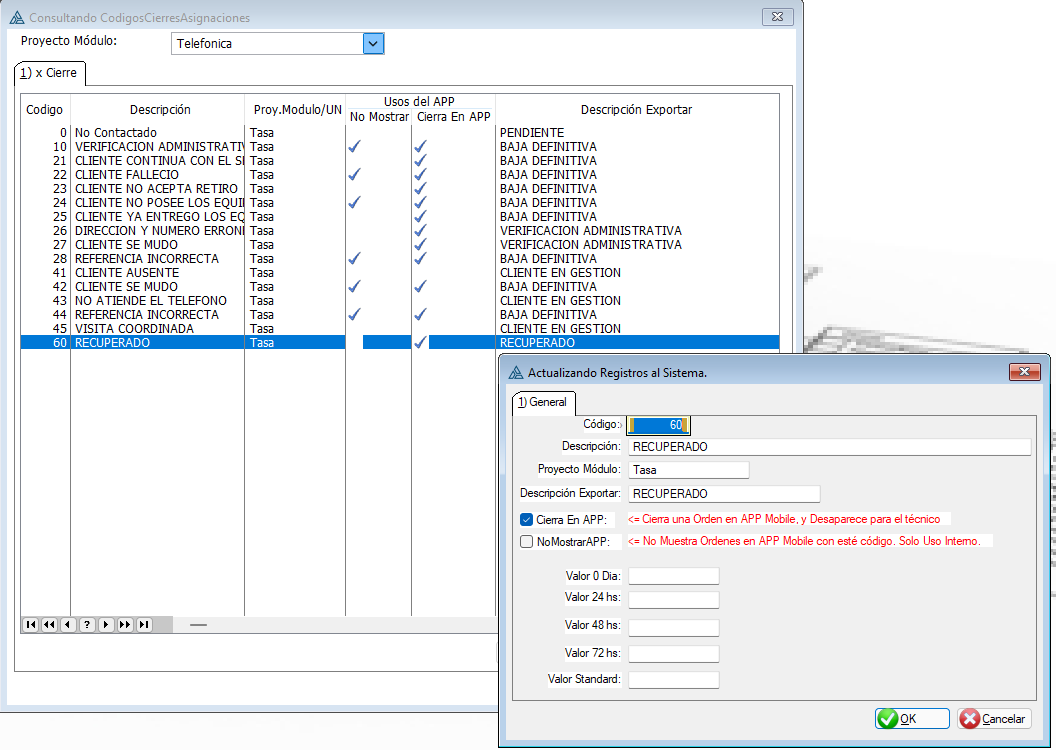 Consultando CodigosCierresAsignaciones
Proyecto Módulo: Telefonica
1) x Cierre
Usos del APP
Codigo Descripción Proy.Modulo/UN No Mostrar Cierra En APP Descripción Exportar
0 No Contactado Tasa PENDIENTE
10 VERIFICACION ADMINISTRATIV Tasa BAJA DEFINITIVA
21 CLIENTE CONTINUA CON EL SE Tasa BAJA DEFINITIVA
22 CLIENTE FALLECIO Tasa BAJA DEFINITIVA
23 CLIENTE NO ACEPTA RETIRO Tasa BAJA DEFINITIVA
24 CLIENTE NO POSEE LOS EQUI Tasa BAJA DEFINITIVA
25 CLIENTE YA ENTREGO LOS EQ Tasa BAJA DEFINITIVA
26 DIRECCION Y NUMERO ERRON Tasa VERIFICACION ADMINISTRATIVA
27 CLIENTE SE MUDO Tasa VERIFICACION ADMINISTRATIVA
28 REFERENCIA INCORRECTA Tasa BAJA DEFINITIVA
41 CLIENTE AUSENTE Tasa CLIENTE EN GESTION
42 CLIENTE SE MUDO Tasa BAJA DEFINITIVA
43 NO ATIENDE EL TELEFONO Tasa CLIENTE EN GESTION
44 REFERENCIA INCORRECTA Tasa BAJA DEFINITIVA
45 VISITA COORDINADA Tasa CLIENTE EN GESTION
60 RECUPERADO Tasa RECUPERADO
Actualizando Registros al Sistema.
1) General
Código: 60
Descripción: RECUPERADO
Proyecto Módulo: Tasa
Descripción Exportar: RECUPERADO
Cierra En APP: <= Cierra una Orden en APP Mobile, y Desaparece para el técnico
NoMostrarAPP: <= No Muestra Ordenes en APP Mobile con esté código. Solo Uso Interno.
Valor 0 Dia:
Valor 24 hs:
Valor 48 hs:
Valor 72 hs:
Valor Standard:
OK Cancelar